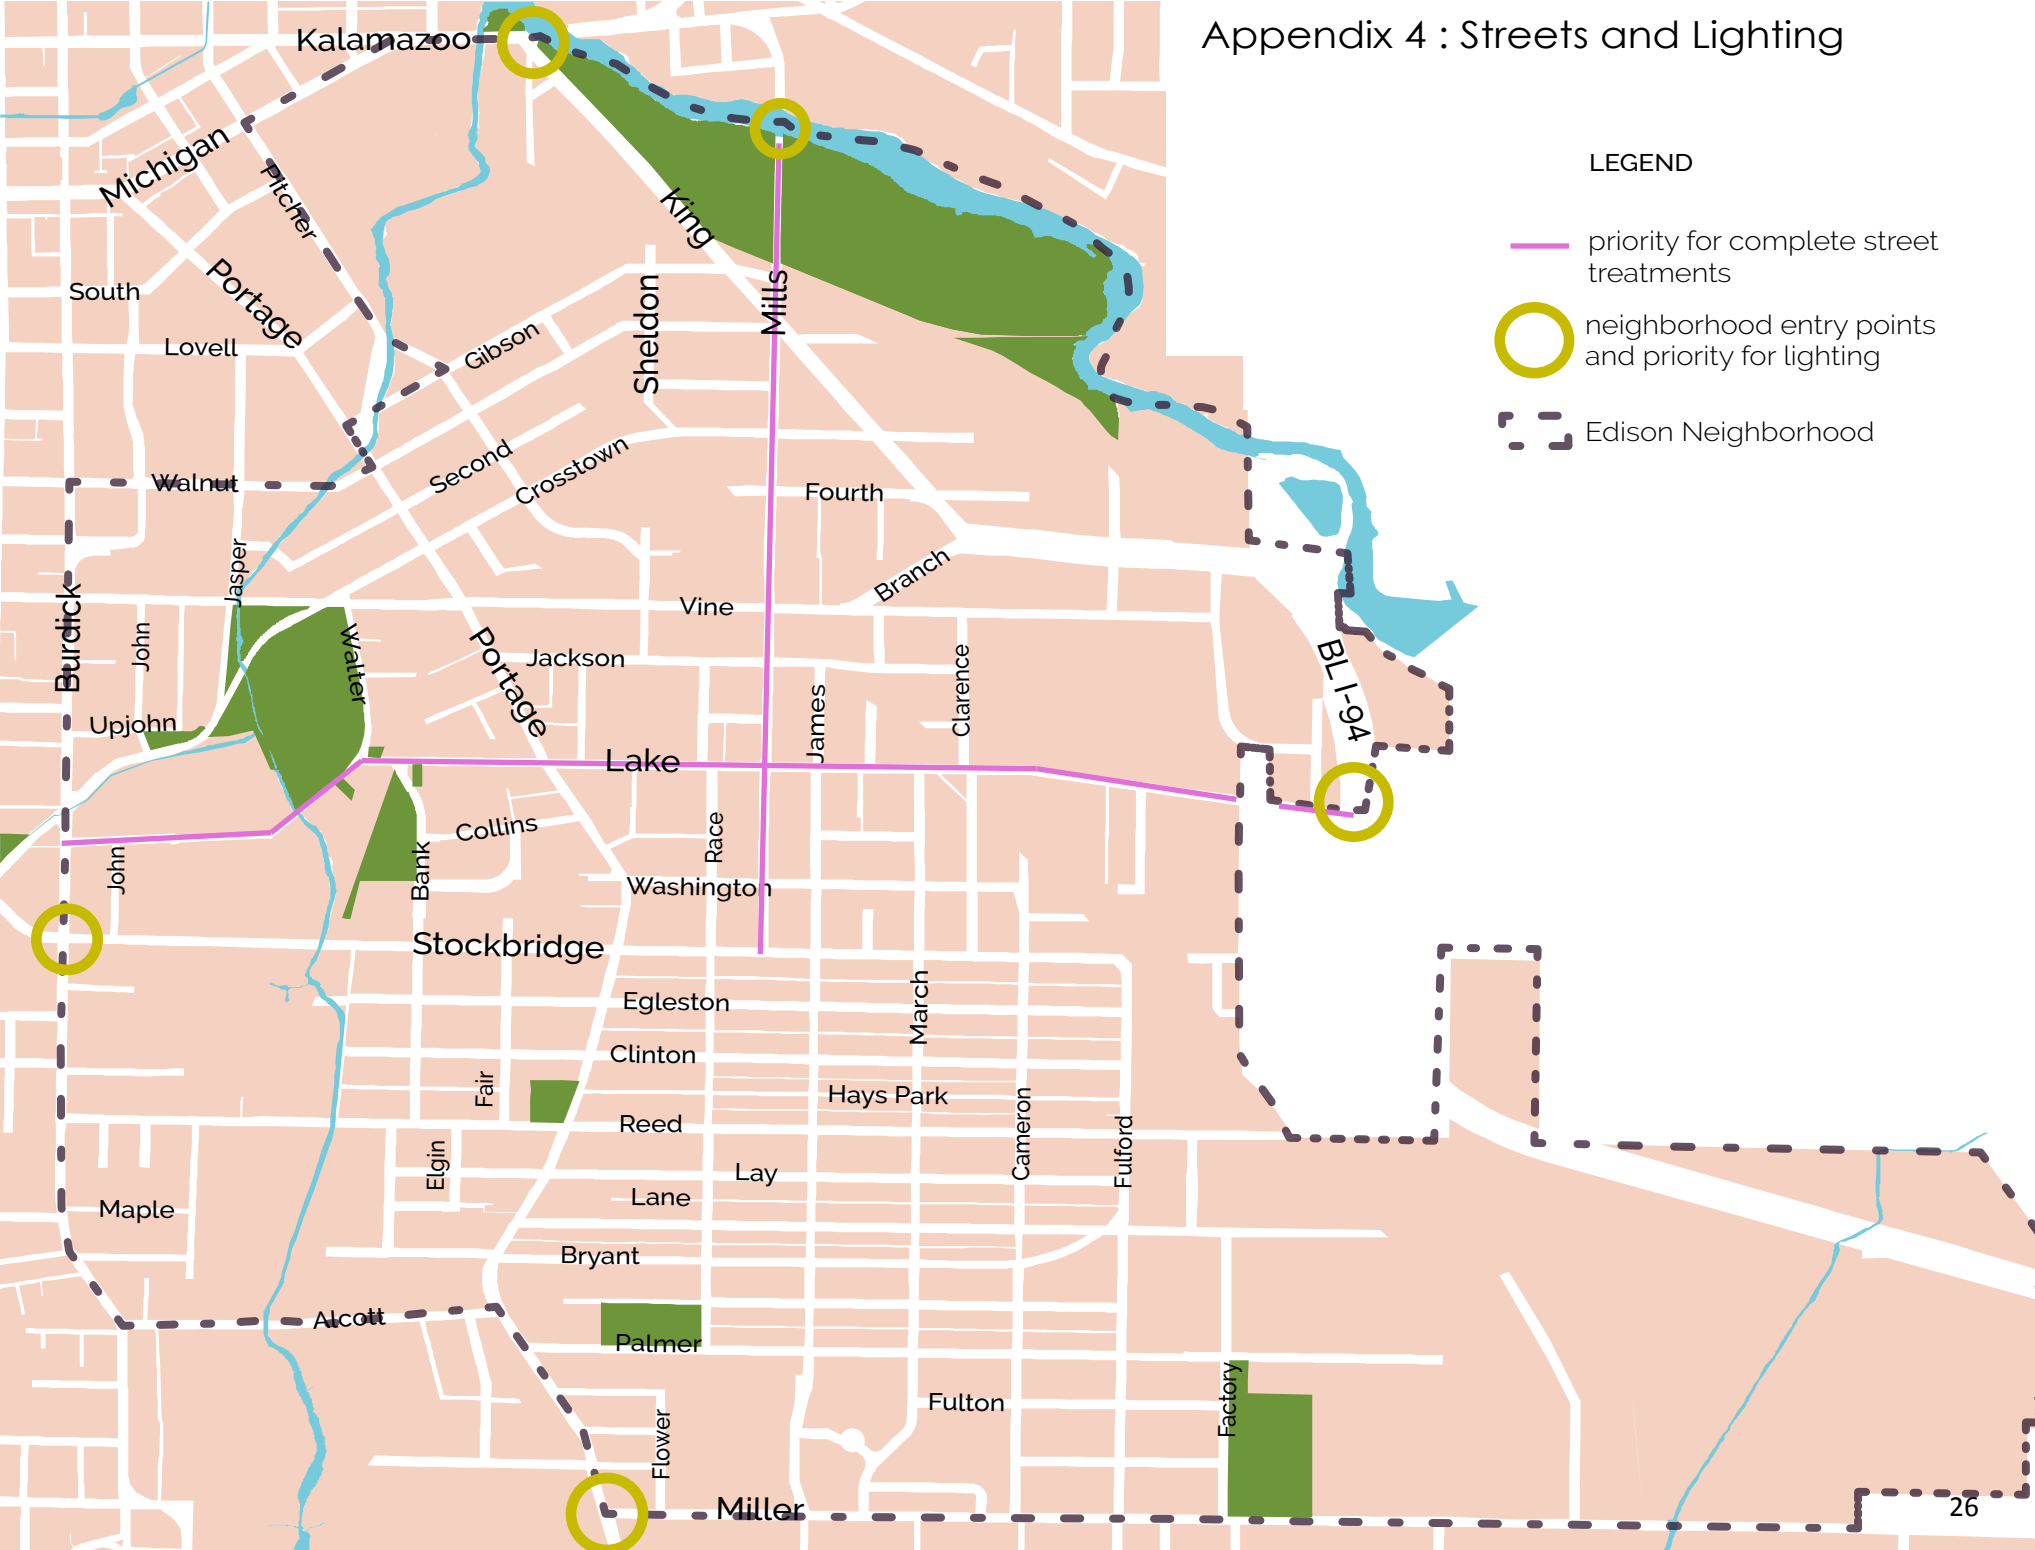 Appendix 4 : Streets and Lighting
Kalamazoo
Michigan
Pitcher
LEGEND
priority for complete street
treatments
neighborhood entry points
and priority for lighting
Edison Neighborhood
King
Portage
South
Lovell
Gibson
Sheldon
Mills
Walnut
Second
Crosstown
Fourth
Jasper
Branch
Burdick
John
Walter
Vine
Portage
Jackson
Clarence
James
BL I-94
Upjohn
Lake
Collins
Race
John
Bank
Washington
Stockbridge
Egleston
March
Clinton
Fair
Hays Park
Reed
Cameron
Fulford
Elgin
Lay
Lane
Maple
Bryant
Alcott
Palmer
Factory
Fulton
Flower
Miller
26